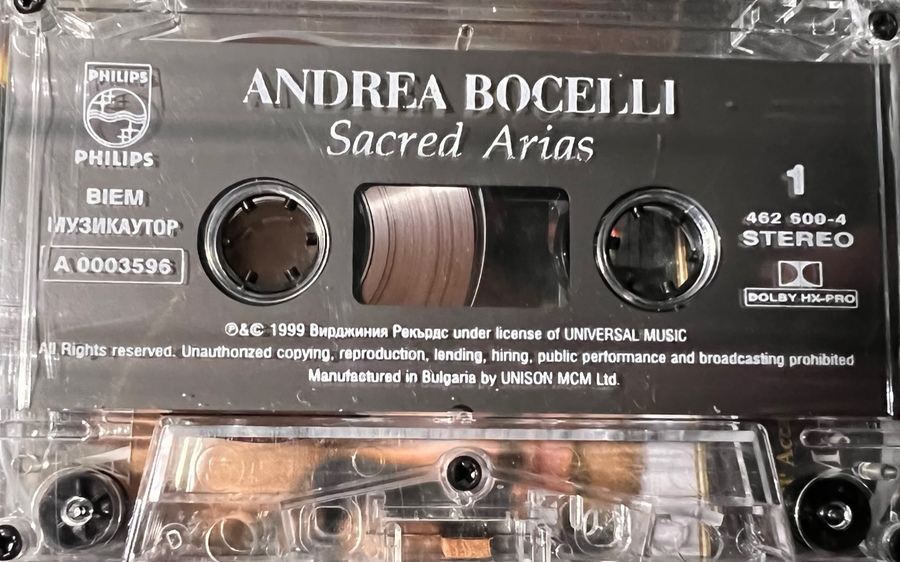 PHILIPS
PHILIPS
ANDREA BOCELLI
Sacred Arias
BIEM
МУЗИКАУТОР
A 0003596
1
462 600-4
STEREO
DOLBY HX-PRO
℗&© 1999 Вирджиния Рекърдс under license of UNIVERSAL MUSIC
All Rights reserved. Unauthorized copying, reproduction, lending, hiring, public performance and broadcasting prohibited
Manufactured in Bulgaria by UNISON MCM Ltd.